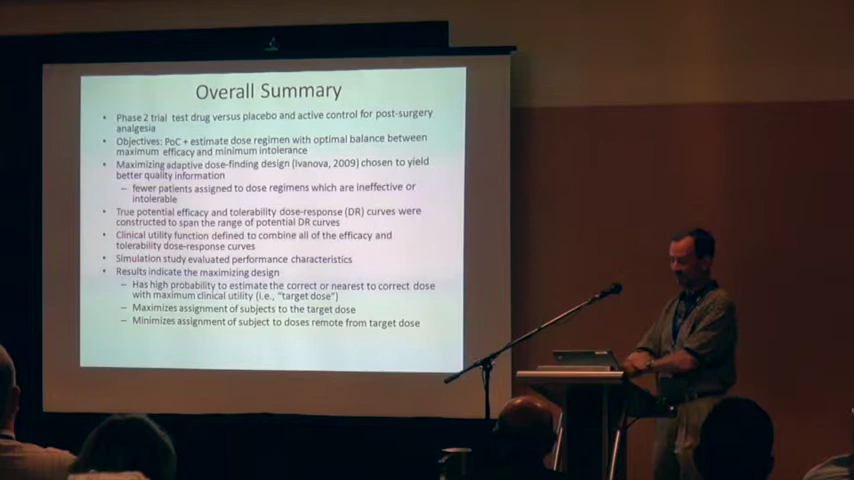 Overall Summary
• Phase 2 trial test drug versus placebo and active control for post-surgery
analgesia
• Objectives: PoC + estimate dose regimen with optimal balance between
maximum efficacy and minimum intolerance
• Maximizing adaptive dose-finding design (Ivanova, 2009) chosen to yield
better quality information
– fewer patients assigned to dose regimens which are ineffective or
intolerable
• True potential efficacy and tolerability dose-response (DR) curves were
constructed to span the range of potential DR curves
• Clinical utility function defined to combine all of the efficacy and
tolerability dose-response curves
• Simulation study evaluated performance characteristics
• Results indicate the maximizing design
– Has high probability to estimate the correct or nearest to correct dose
with maximum clinical utility (i.e., "target dose")
– Maximizes assignment of subjects to the target dose
– Minimizes assignment of subject to doses remote from target dose